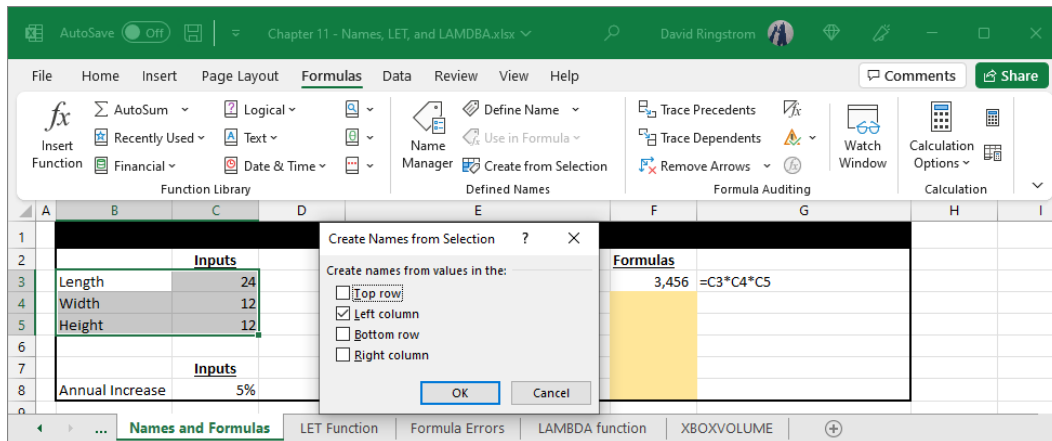 AutoSave Off Chapter 11 - Names, LET, and LAMDBA.xlsx David Ringstrom
File Home Insert Page Layout Formulas Data Review View Help Comments Share
fx Insert Function
∑ AutoSum
Recently Used
Financial
Logical
Text
Date & Time
Function Library
Name Manager
Define Name
Use in Formula
Create from Selection
Defined Names
Trace Precedents
Trace Dependents
Remove Arrows
Formula Auditing
Watch Window
Calculation Options
Calculation
A B C D E F G H I
1
2 Inputs Formulas
3 Length 24 3,456 =C3*C4*C5
4 Width 12
5 Height 12
6
7 Inputs
8 Annual Increase 5%
9
Create Names from Selection ? X
Create names from values in the:
Top row
Left column
Bottom row
Right column
OK Cancel
... Names and Formulas LET Function Formula Errors LAMBDA function XBOXVOLUME